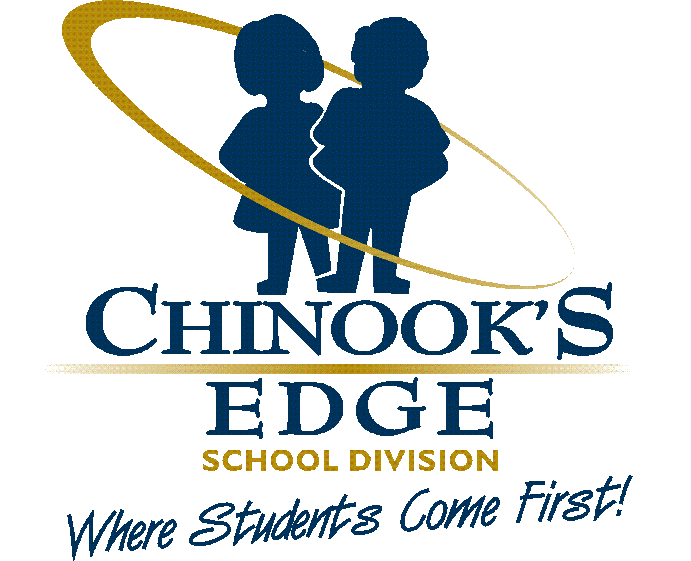 CHINOOK'S
EDGE
SCHOOL DIVISION
Where Students Come First!